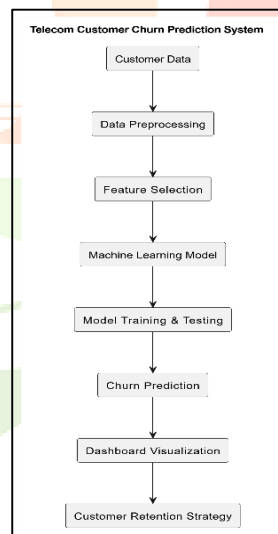 Telecom Customer Churn Prediction System
Customer Data
Data Preprocessing
Feature Selection
Machine Learning Model
Model Training & Testing
Churn Prediction
Dashboard Visualization
Customer Retention Strategy